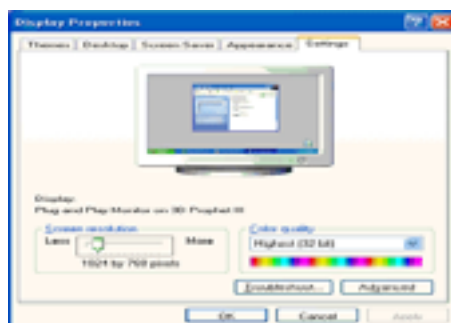 Display Properties
Themes Desktop Screen Saver Appearance Settings
Display:
Plug and Play Monitor on 3D Prophet III
Screen resolution
Less More
1024 by 768 pixels
Color quality
Highest (32 bit)
Troubleshoot... Advanced
OK Cancel Apply